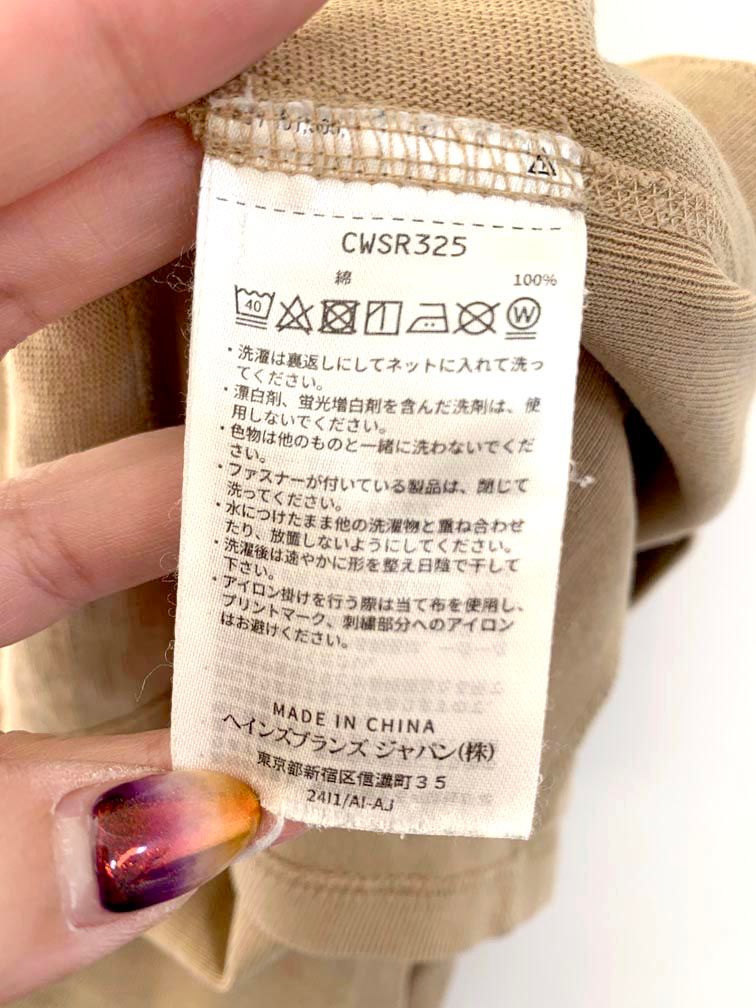 CWSR325
綿 100%
40
W
・洗濯は裏返しにしてネットに入れて洗っ
てください。
・漂白剤、蛍光増白剤を含んだ洗剤は、使
用しないでください。
・色物は他のものと一緒に洗わないでくだ
さい。
・ファスナーが付いている製品は、閉じて
洗ってください。
・水につけたまま他の洗濯物と重ね合わせ
たり、放置しないようにしてください。
・洗濯後は速やかに形を整え日陰で干して
下さい。
・アイロン掛けを行う際は当て布を使用し、
プリントマーク、刺繍部分へのアイロン
はお避けください。
MADE IN CHINA
ヘインズブランズ ジャパン(株)
東京都新宿区信濃町35
24I1/AI-AJ